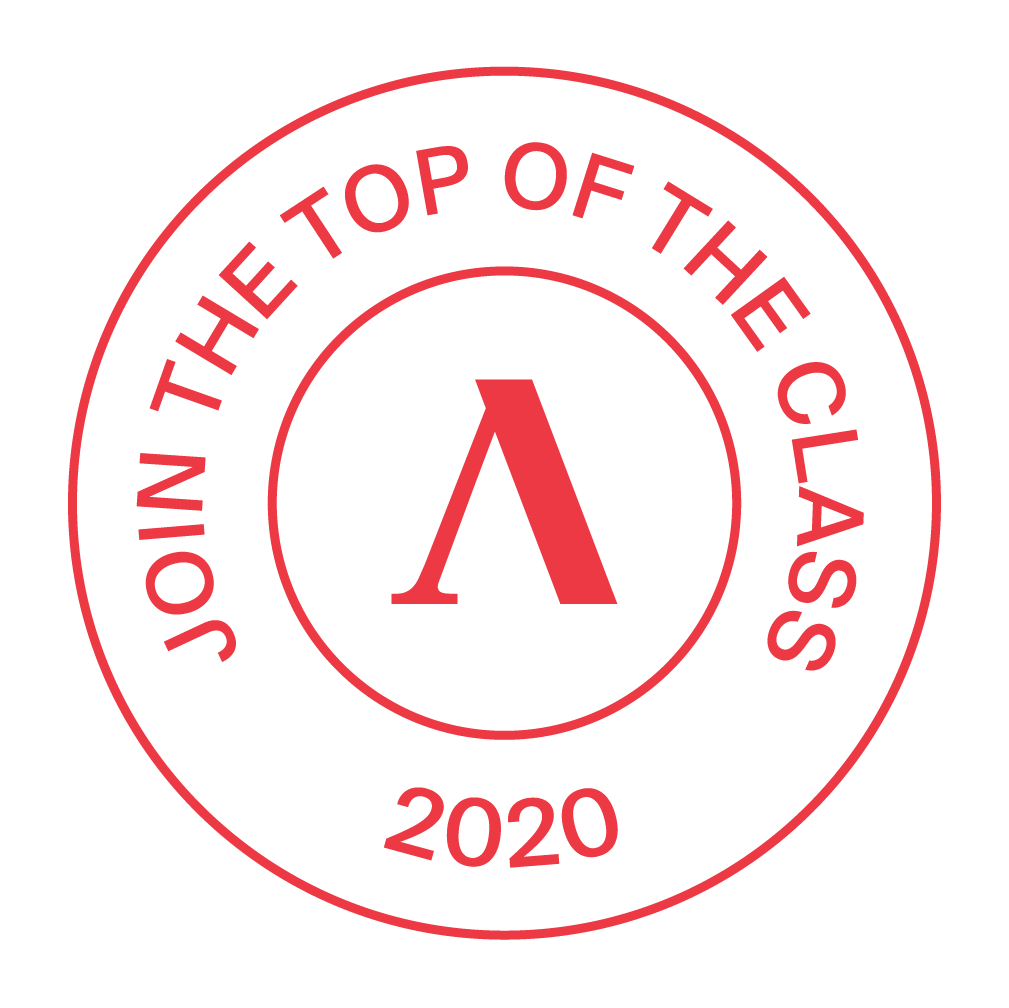 JOIN THE TOP OF THE CLASS
Λ
2020